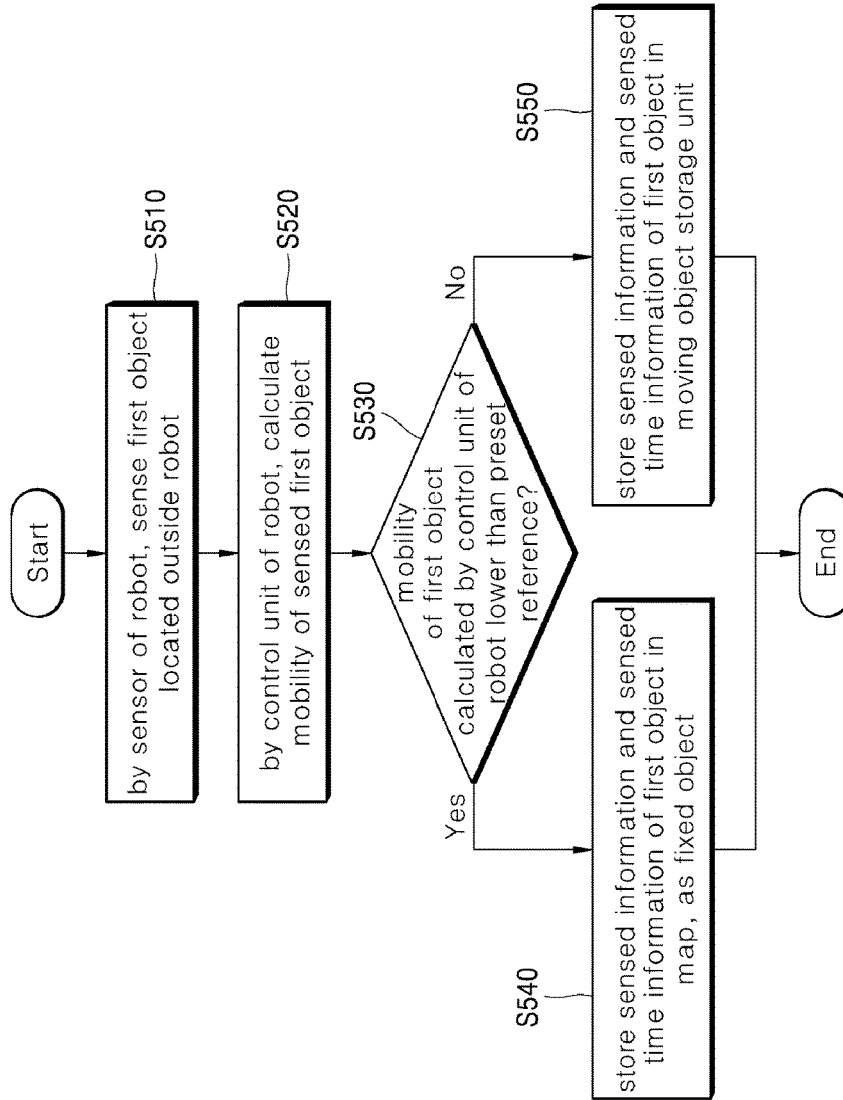 Start
S510
by sensor of robot, sense first object
located outside robot
S520
by control unit of robot, calculate
mobility of sensed first object
S530
mobility
of first object
calculated by control unit of
robot lower than preset
reference?
Yes
No
S540
store sensed information and sensed
time information of first object in
map, as fixed object
S550
store sensed information and sensed
time information of first object in
moving object storage unit
End